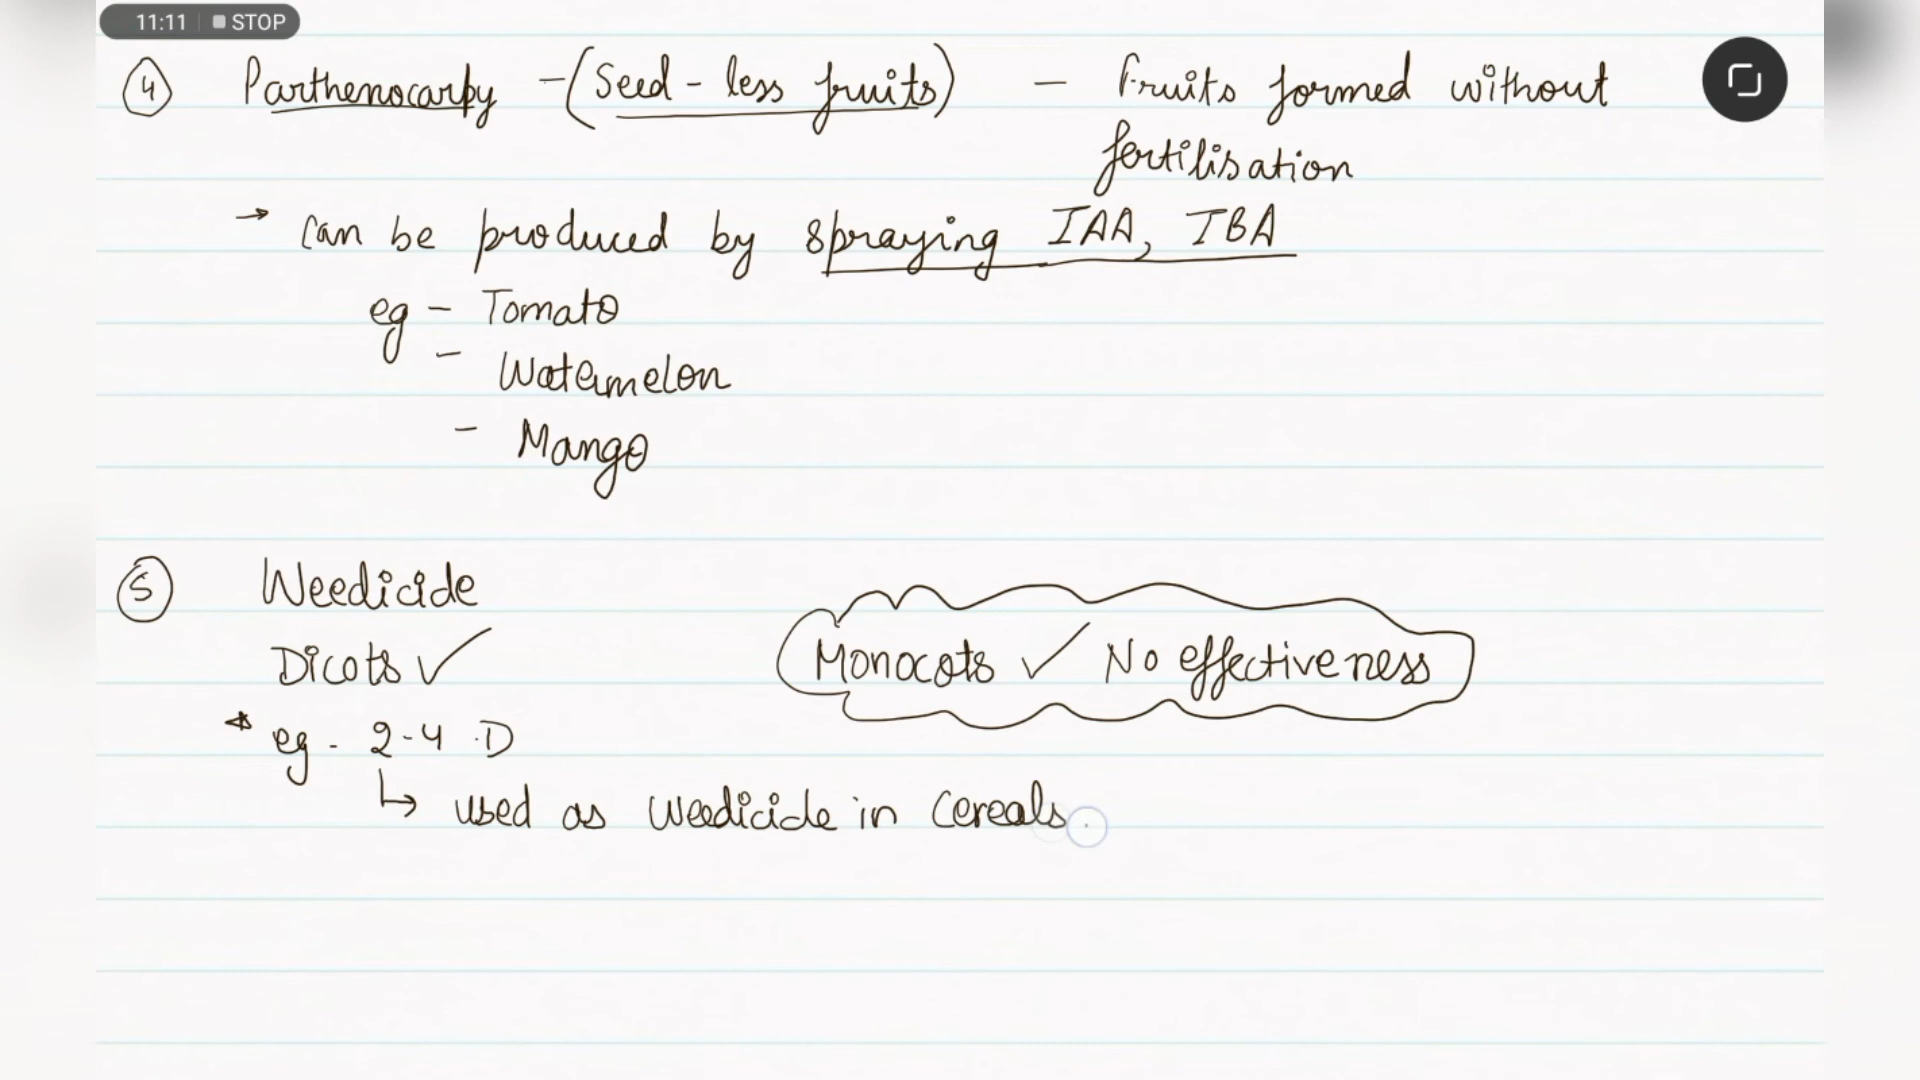 11:11 STOP
④ Parthenocarpy - (Seed-less fruits) - Fruits formed without
fertilisation
→ can be produced by spraying IAA, IBA
eg - Tomato
- Watermelon
- Mango
⑤ Weedicide
Dicots ✓ Monocots ✓ No effectiveness
* eg - 2-4 D
↳ used as weedicide in cereals